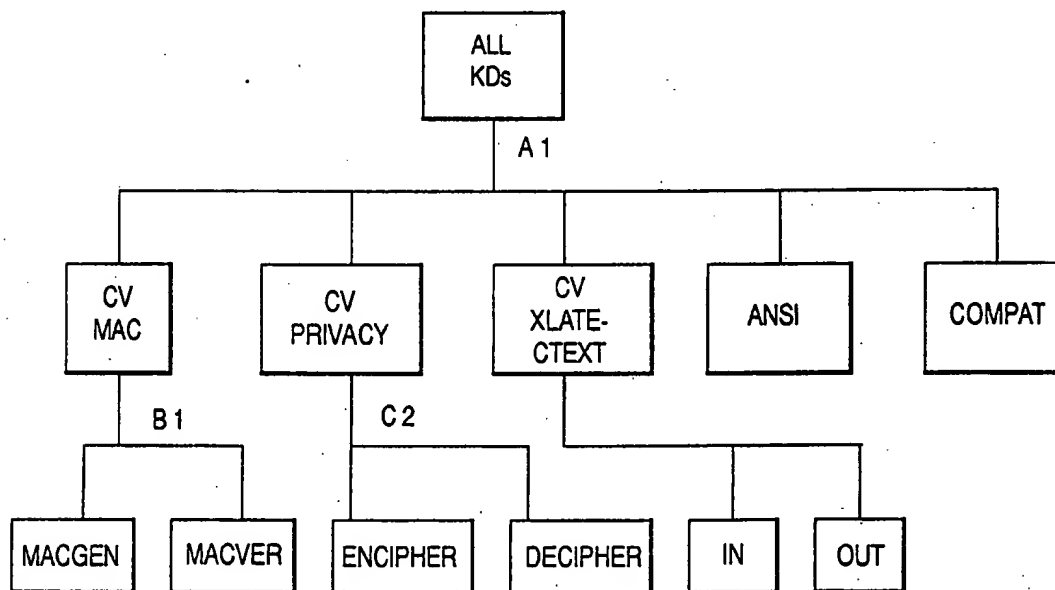 ALL
KDs
A 1
CV
MAC
CV
PRIVACY
CV
XLATE-
CTEXT
ANSI
COMPAT
B 1
C 2
MACGEN
MACVER
ENCIPHER
DECIPHER
IN
OUT